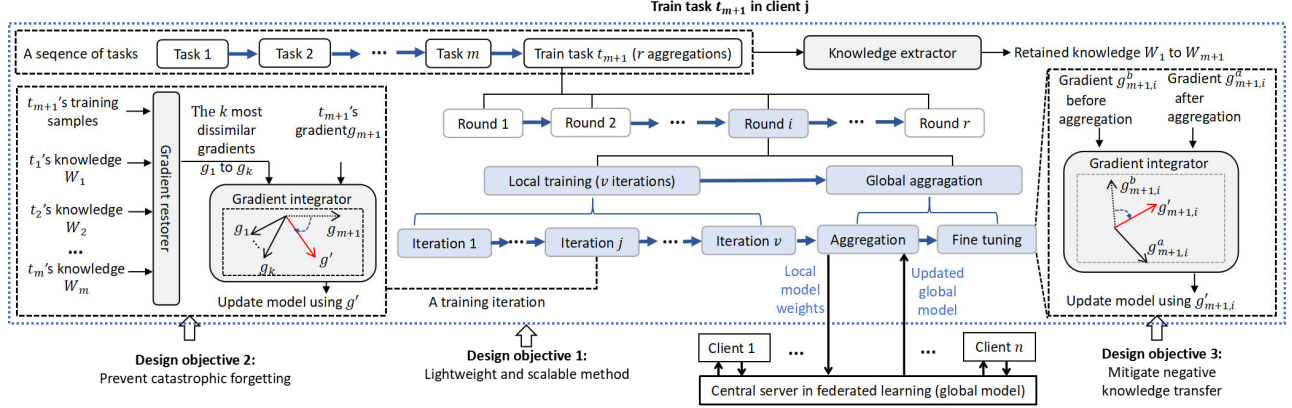 Train task t_{m+1} in client j
A seqence of tasks
Task 1
Task 2
...
Task m
Train task t_{m+1} (r aggregations)
Knowledge extractor
Retained knowledge W_1 to W_{m+1}
t_{m+1}'s training
samples
t_1's knowledge
W_1
t_2's knowledge
W_2
...
t_m's knowledge
W_m
Gradient restorer
The k most
dissimilar
gradients
g_1 to g_k
t_{m+1}'s
gradient g_{m+1}
Gradient integrator
g_1
g_k
g_{m+1}
g'
Update model using g'
Round 1
Round 2
...
Round i
...
Round r
Local training (v iterations)
Global aggragation
Iteration 1
...
Iteration j
...
Iteration v
Aggregation
Fine tuning
A training iteration
Local
model
weights
Updated
global
model
Gradient g^b_{m+1,i}
before
aggregation
Gradient g^a_{m+1,i}
after
aggregation
Gradient integrator
g^b_{m+1,i}
g'_{m+1,i}
g^a_{m+1,i}
Update model using g'_{m+1,i}
Design objective 2:
Prevent catastrophic forgetting
Design objective 1:
Lightweight and scalable method
Client 1
...
...
Client n
Central server in federated learning (global model)
Design objective 3:
Mitigate negative
knowledge transfer